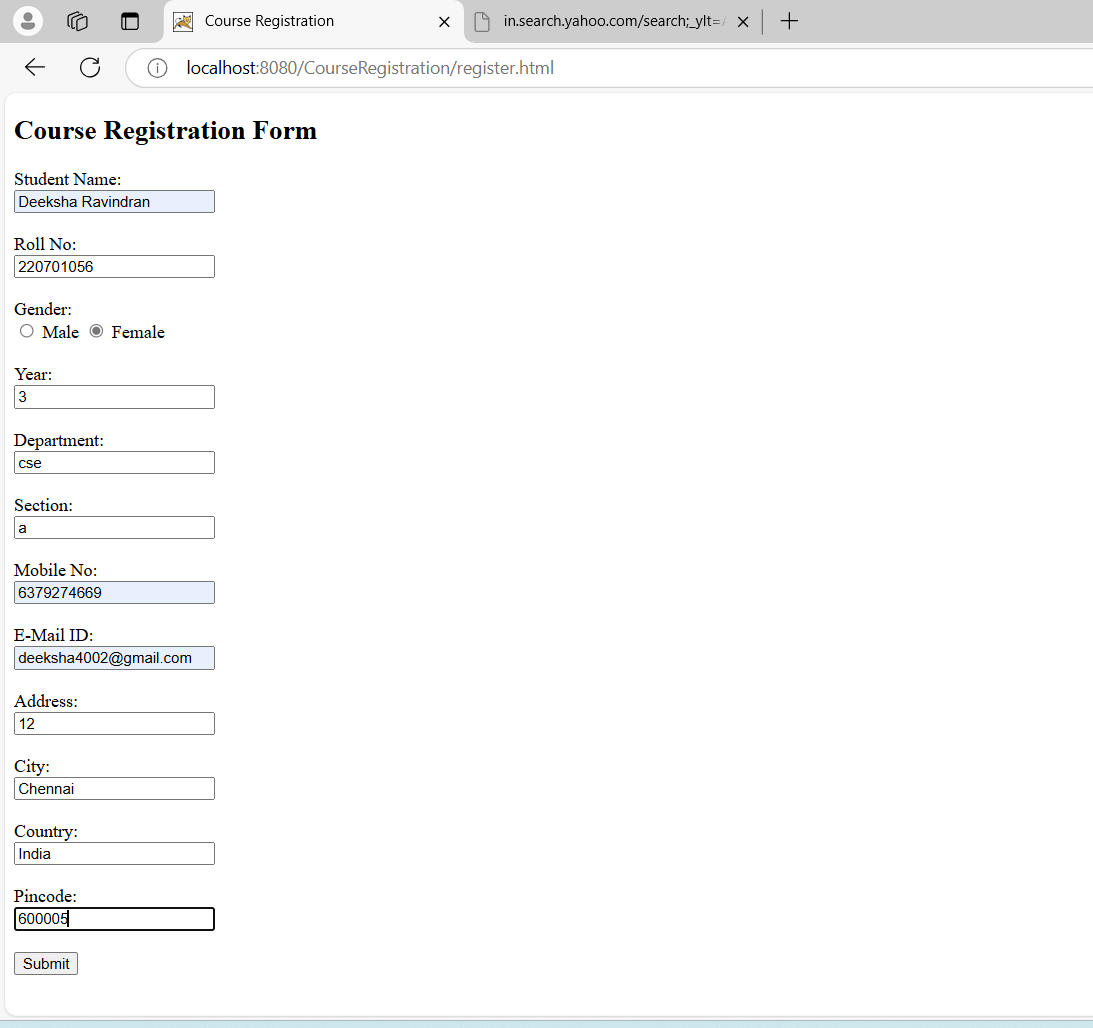 Course Registration
in.search.yahoo.com/search;_ylt=
localhost:8080/CourseRegistration/register.html
Course Registration Form
Student Name:
Deeksha Ravindran
Roll No:
220701056
Gender:
Male Female
Year:
3
Department:
cse
Section:
a
Mobile No:
6379274669
E-Mail ID:
deeksha4002@gmail.com
Address:
12
City:
Chennai
Country:
India
Pincode:
600005
Submit